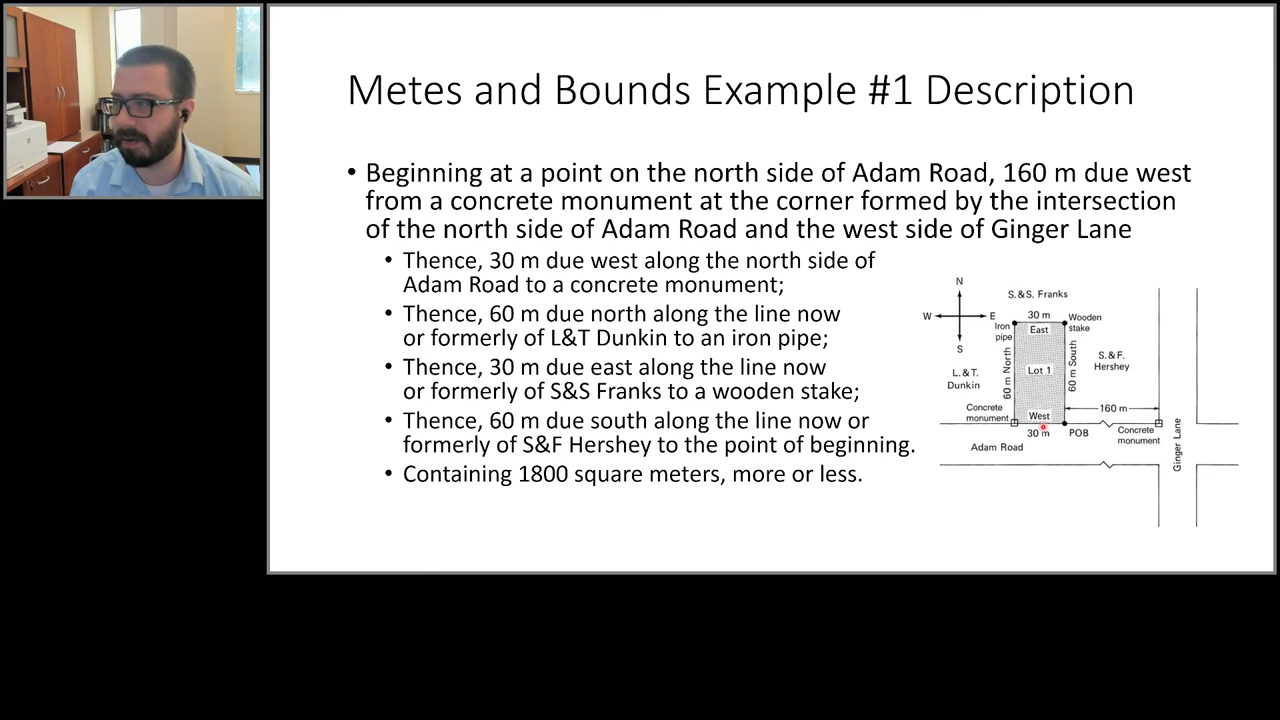 Metes and Bounds Example #1 Description
• Beginning at a point on the north side of Adam Road, 160 m due west
from a concrete monument at the corner formed by the intersection
of the north side of Adam Road and the west side of Ginger Lane
• Thence, 30 m due west along the north side of
Adam Road to a concrete monument;
• Thence, 60 m due north along the line now
or formerly of L&T Dunkin to an iron pipe;
• Thence, 30 m due east along the line now
or formerly of S&S Franks to a wooden stake;
• Thence, 60 m due south along the line now or
formerly of S&F Hershey to the point of beginning.
• Containing 1800 square meters, more or less.
N
W
E
S
S.&S. Franks
30 m
East
Iron
pipe
Wooden
stake
60 m North
Lot 1
60 m South
S.&F.
Hershey
L.&T.
Dunkin
160 m
Concrete
monument
West
30 m
POB
Concrete
monument
Adam Road
Ginger Lane